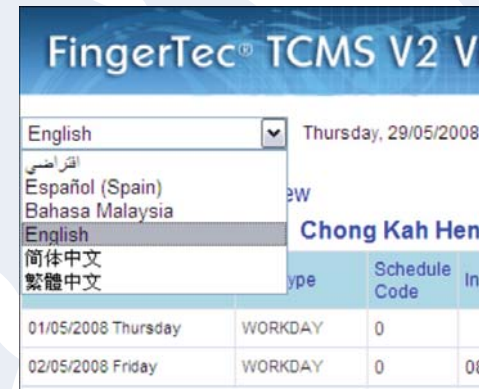 FingerTec® TCMS V2 V
English
Thursday, 29/05/2008
افتراضي
Español (Spain)
Bahasa Malaysia
English
简体中文
繁體中文
ew
Chong Kah Hen
ype
Schedule Code
In
01/05/2008 Thursday WORKDAY 0
02/05/2008 Friday WORKDAY 0 08